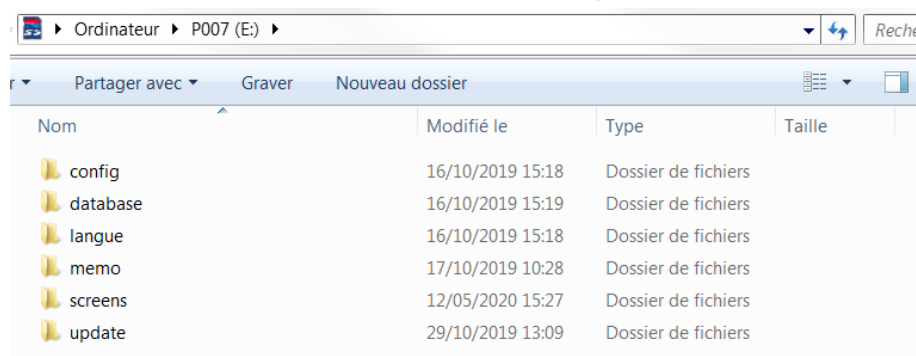 Ordinateur P007 (E:) Reche
r Partager avec Graver Nouveau dossier
Nom Modifié le Type Taille
config 16/10/2019 15:18 Dossier de fichiers
database 16/10/2019 15:19 Dossier de fichiers
langue 16/10/2019 15:18 Dossier de fichiers
memo 17/10/2019 10:28 Dossier de fichiers
screens 12/05/2020 15:27 Dossier de fichiers
update 29/10/2019 13:09 Dossier de fichiers